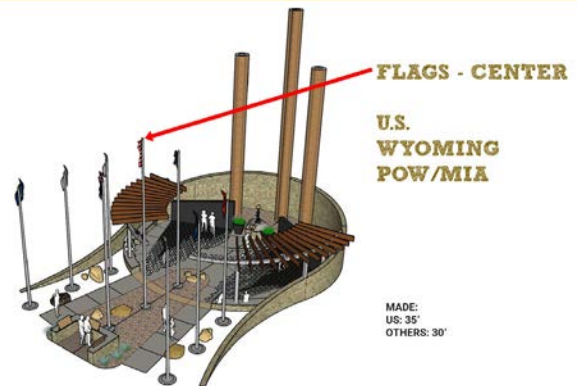 FLAGS - CENTER
U.S.
WYOMING
POW/MIA
MADE:
US: 35'
OTHERS: 30'